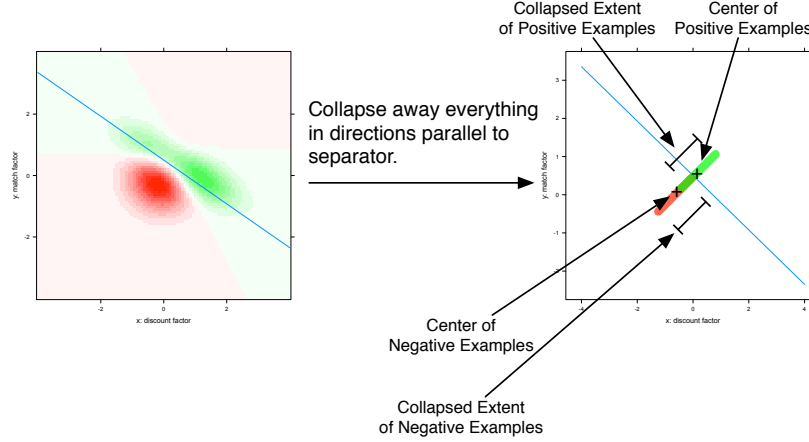 Collapsed Extent
of Positive Examples
Center of
Positive Examples
2
0
-2
y: match factor
-2
0
2
x: discount factor
Collapse away everything
in directions parallel to
separator.
3
2
1
0
-1
y: match factor
-4
-2
0
2
4
x: discount factor
Center of
Negative Examples
Collapsed Extent
of Negative Examples